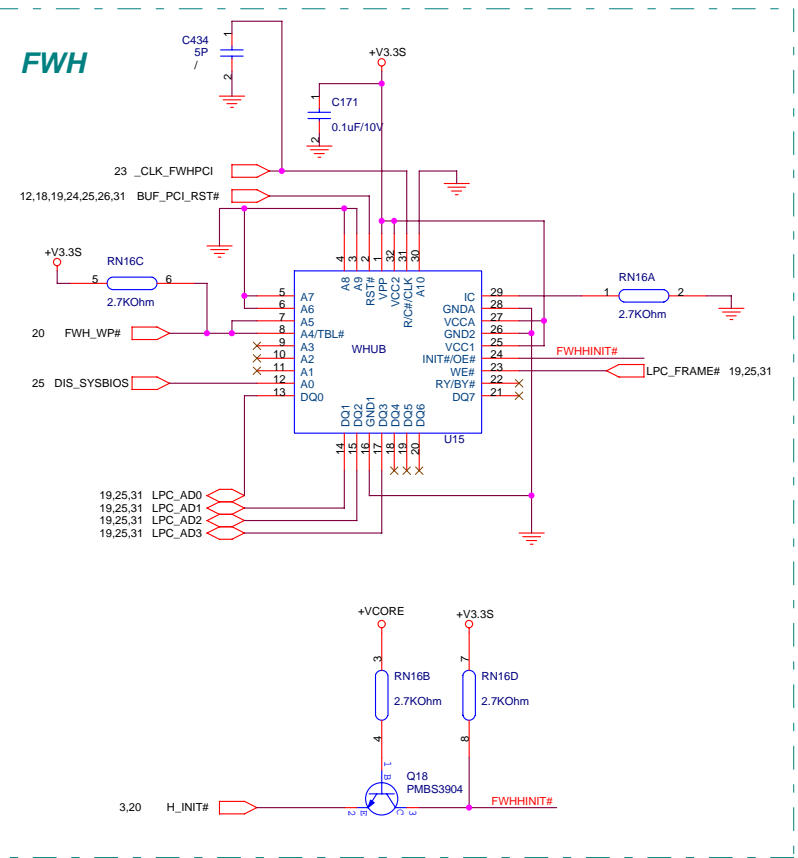 FWH
C434
5P
/
1
2
+V3.3S
C171
0.1uF/10V
1
2
23 _CLK_FWHPCI
12,18,19,24,25,26,31 BUF_PCI_RST#
+V3.3S
RN16C
5 6
2.7KOhm
20 FWH_WP#
25 DIS_SYSBIOS
4 3 2 1 32 31 30
A8 A9 RST# VPP VCC2 R/C#/CLK A10
5 A7
6 A6
7 A5
8 A4/TBL#
9 A3
10 A2
11 A1
12 A0
13 DQ0
WHUB
IC 29
GNDA 28
VCCA 27
GND2 26
VCC1 25
INIT#/OE# 24
WE# 23
RY/BY# 22
DQ7 21
DQ1 DQ2 GND1 DQ3 DQ4 DQ5 DQ6
14 15 16 17 18 19 20
U15
RN16A
1 2
2.7KOhm
FWHHINIT#
LPC_FRAME# 19,25,31
19,25,31 LPC_AD0
19,25,31 LPC_AD1
19,25,31 LPC_AD2
19,25,31 LPC_AD3
+VCORE
+V3.3S
3
RN16B
2.7KOhm
4
7
RN16D
2.7KOhm
8
1
B
Q18
PMBS3904
3,20 H_INIT#
2 E C 3
FWHHINIT#